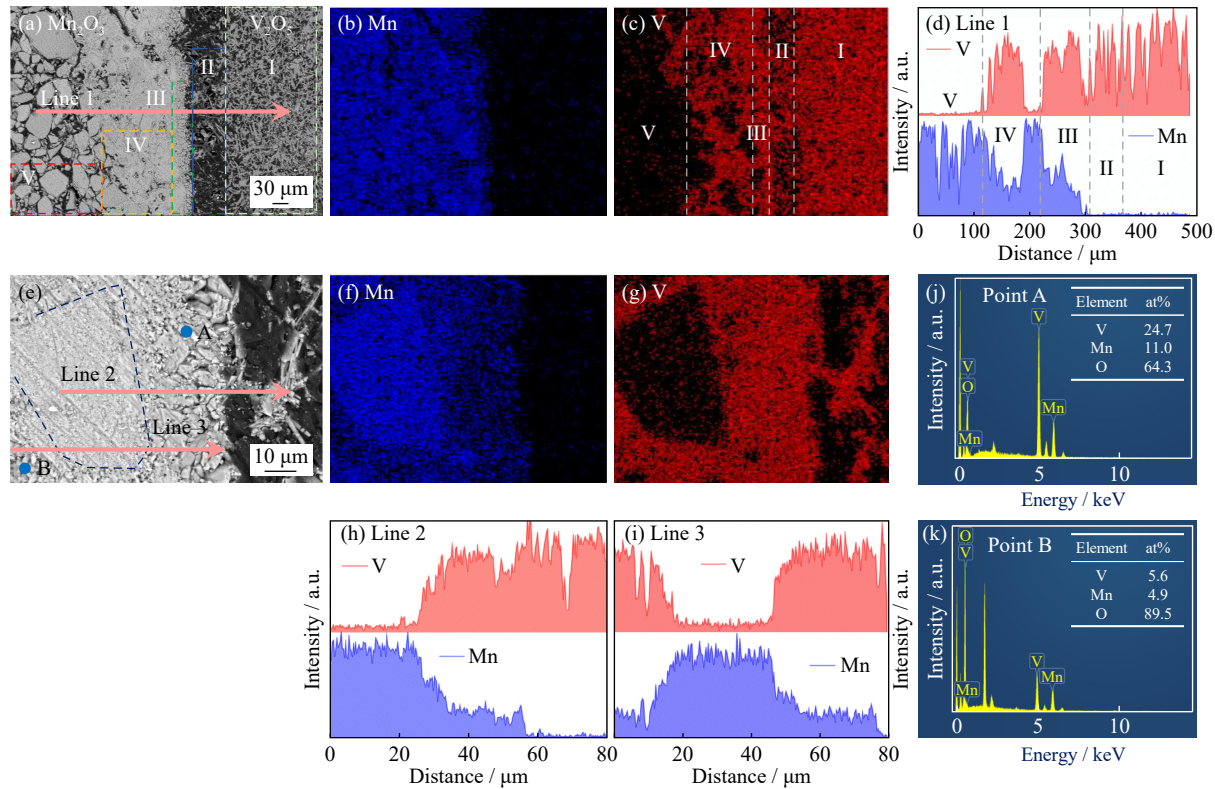 (a) Mn2O3
V2O5
I
II
Line 1
III
IV
V
30 μm
(b) Mn
(c) V
IV
II
I
V
III
(d) Line 1
V
V
Mn
IV
III
II
I
Intensity / a.u.
0
100
200
300
400
500
Distance / μm
(e)
A
Line 2
Line 3
B
10 μm
(f) Mn
(g) V
(j)
Point A
Element at%
V 24.7
Mn 11.0
O 64.3
V
V
O
Mn
Mn
Intensity / a.u.
0
5
10
Energy / keV
(h) Line 2
V
Mn
Intensity / a.u.
0
20
40
60
80
Distance / μm
(i) Line 3
V
Mn
Intensity / a.u.
0
20
40
60
80
Distance / μm
(k)
Point B
Element at%
V 5.6
Mn 4.9
O 89.5
O
V
Mn
V
Mn
Intensity / a.u.
0
5
10
Energy / keV